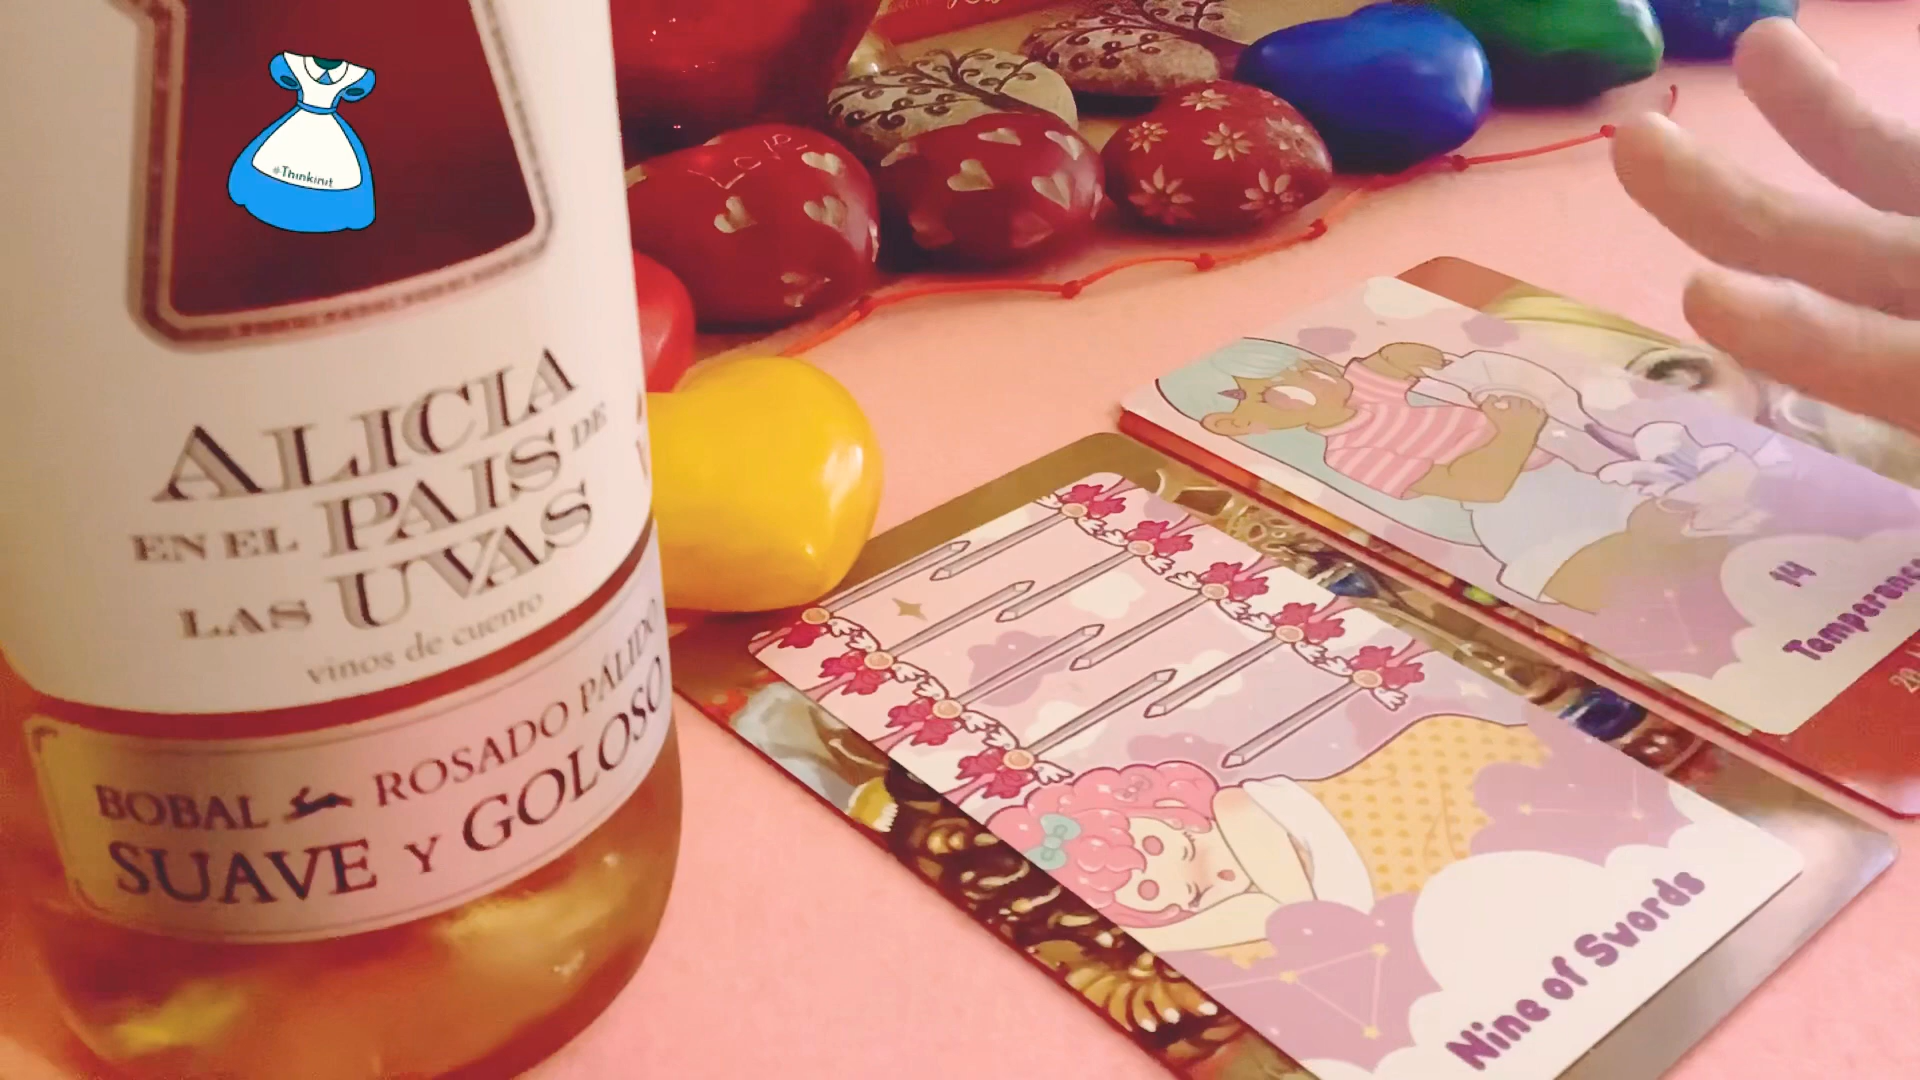 #Thinkinit
ALICIA
EN EL PAIS DE
LAS UVAS
vinos de cuento
BOBAL ROSADO PÁLIDO
SUAVE Y GOLOSO
14
Temperance
Nine of Swords